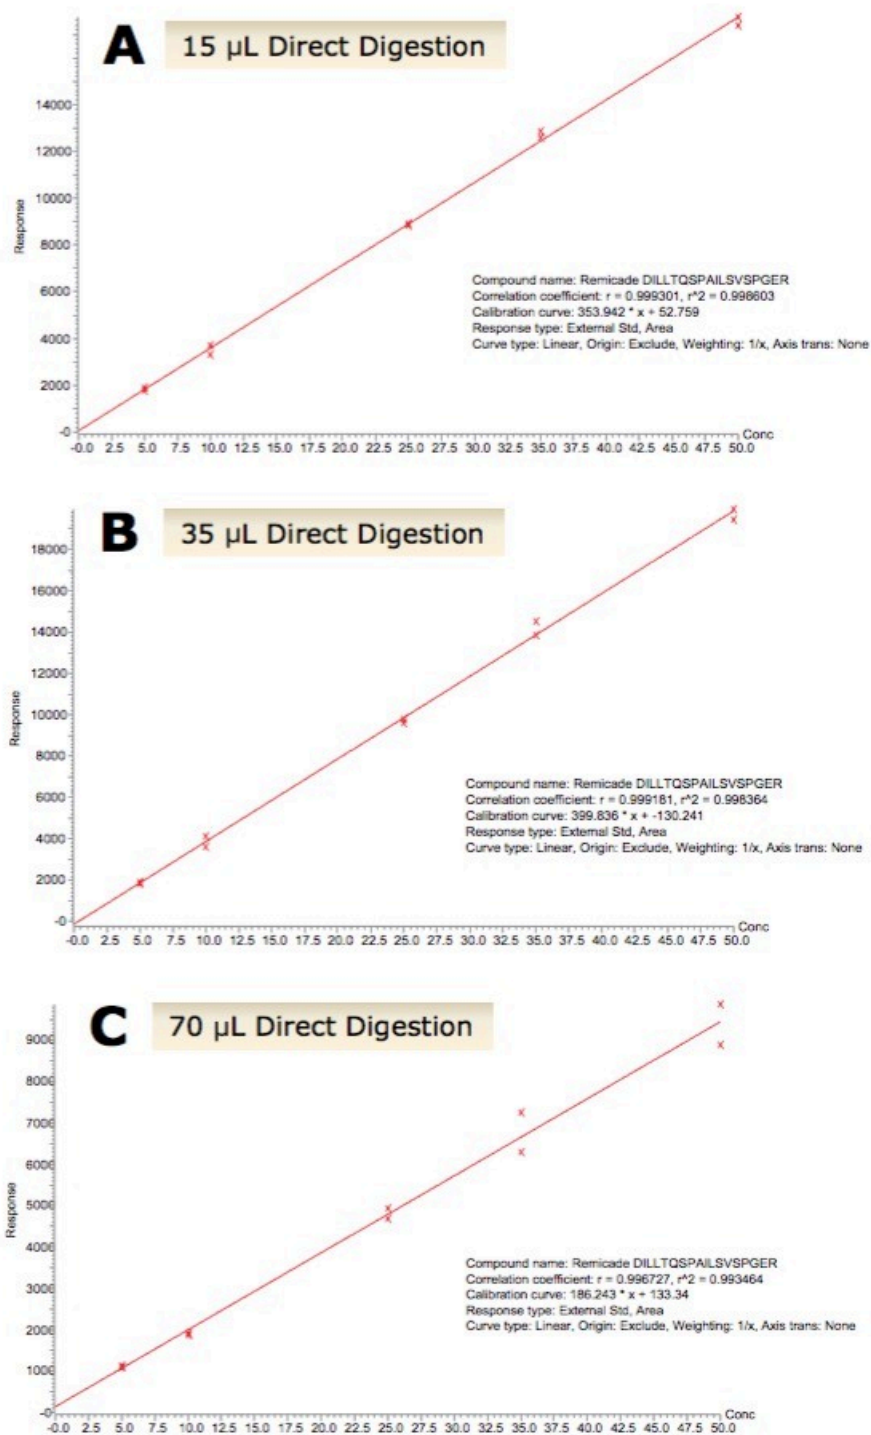 A
15 µL Direct Digestion
14000
12000
10000
8000
6000
4000
2000
-0
Response
Compound name: Remicade DILLTQSPAILSVSPGER
Correlation coefficient: r = 0.999301, r^2 = 0.998603
Calibration curve: 353.942 * x + 52.759
Response type: External Std, Area
Curve type: Linear, Origin: Exclude, Weighting: 1/x, Axis trans: None
Conc
-0.0 2.5 5.0 7.5 10.0 12.5 15.0 17.5 20.0 22.5 25.0 27.5 30.0 32.5 35.0 37.5 40.0 42.5 45.0 47.5 50.0
B
35 µL Direct Digestion
18000
16000
14000
12000
10000
8000
6000
4000
2000
-0
Response
Compound name: Remicade DILLTQSPAILSVSPGER
Correlation coefficient: r = 0.999181, r^2 = 0.998364
Calibration curve: 399.836 * x + -130.241
Response type: External Std, Area
Curve type: Linear, Origin: Exclude, Weighting: 1/x, Axis trans: None
Conc
-0.0 2.5 5.0 7.5 10.0 12.5 15.0 17.5 20.0 22.5 25.0 27.5 30.0 32.5 35.0 37.5 40.0 42.5 45.0 47.5 50.0
C
70 µL Direct Digestion
9000
8000
7000
6000
5000
4000
3000
2000
1000
-0
Response
Compound name: Remicade DILLTQSPAILSVSPGER
Correlation coefficient: r = 0.996727, r^2 = 0.993464
Calibration curve: 186.243 * x + 133.34
Response type: External Std, Area
Curve type: Linear, Origin: Exclude, Weighting: 1/x, Axis trans: None
Conc
-0.0 2.5 5.0 7.5 10.0 12.5 15.0 17.5 20.0 22.5 25.0 27.5 30.0 32.5 35.0 37.5 40.0 42.5 45.0 47.5 50.0